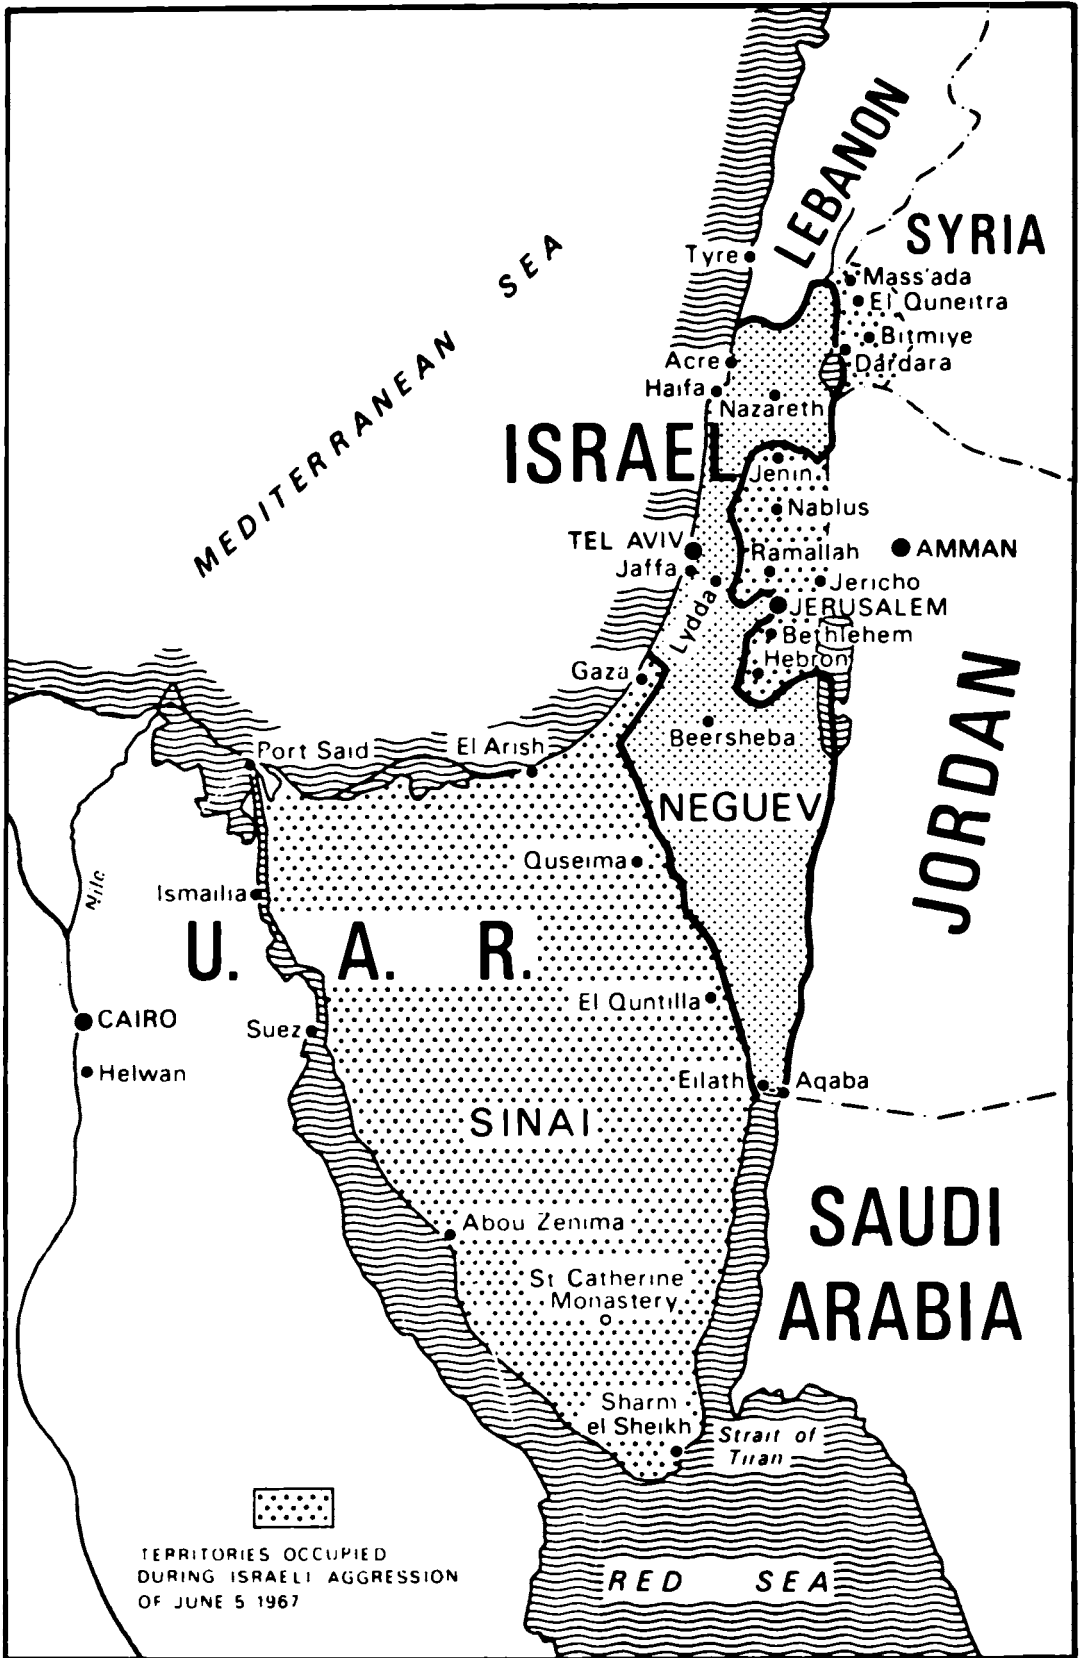 LEBANON
SYRIA
MEDITERRANEAN SEA
Tyre
Mass'ada
El Quneitra
Bitmiye
Dardara
Acre
Haifa
Nazareth
ISRAEL
Jenin
Nablus
TEL AVIV
Ramallah
AMMAN
Jaffa
Jericho
Lydda
JERUSALEM
Bethlehem
Hebron
Gaza
JORDAN
Port Said
El Arish
Beersheba
NEGUEV
Quseima
Nile
Ismailia
U. A. R.
El Quntilla
CAIRO
Suez
Helwan
Eilath
Aqaba
SINAI
SAUDI
ARABIA
Abou Zenima
St Catherine
Monastery
Sharm
el Sheikh
Strait of
Tiran
TERRITORIES OCCUPIED
DURING ISRAELI AGGRESSION
OF JUNE 5 1967
RED SEA